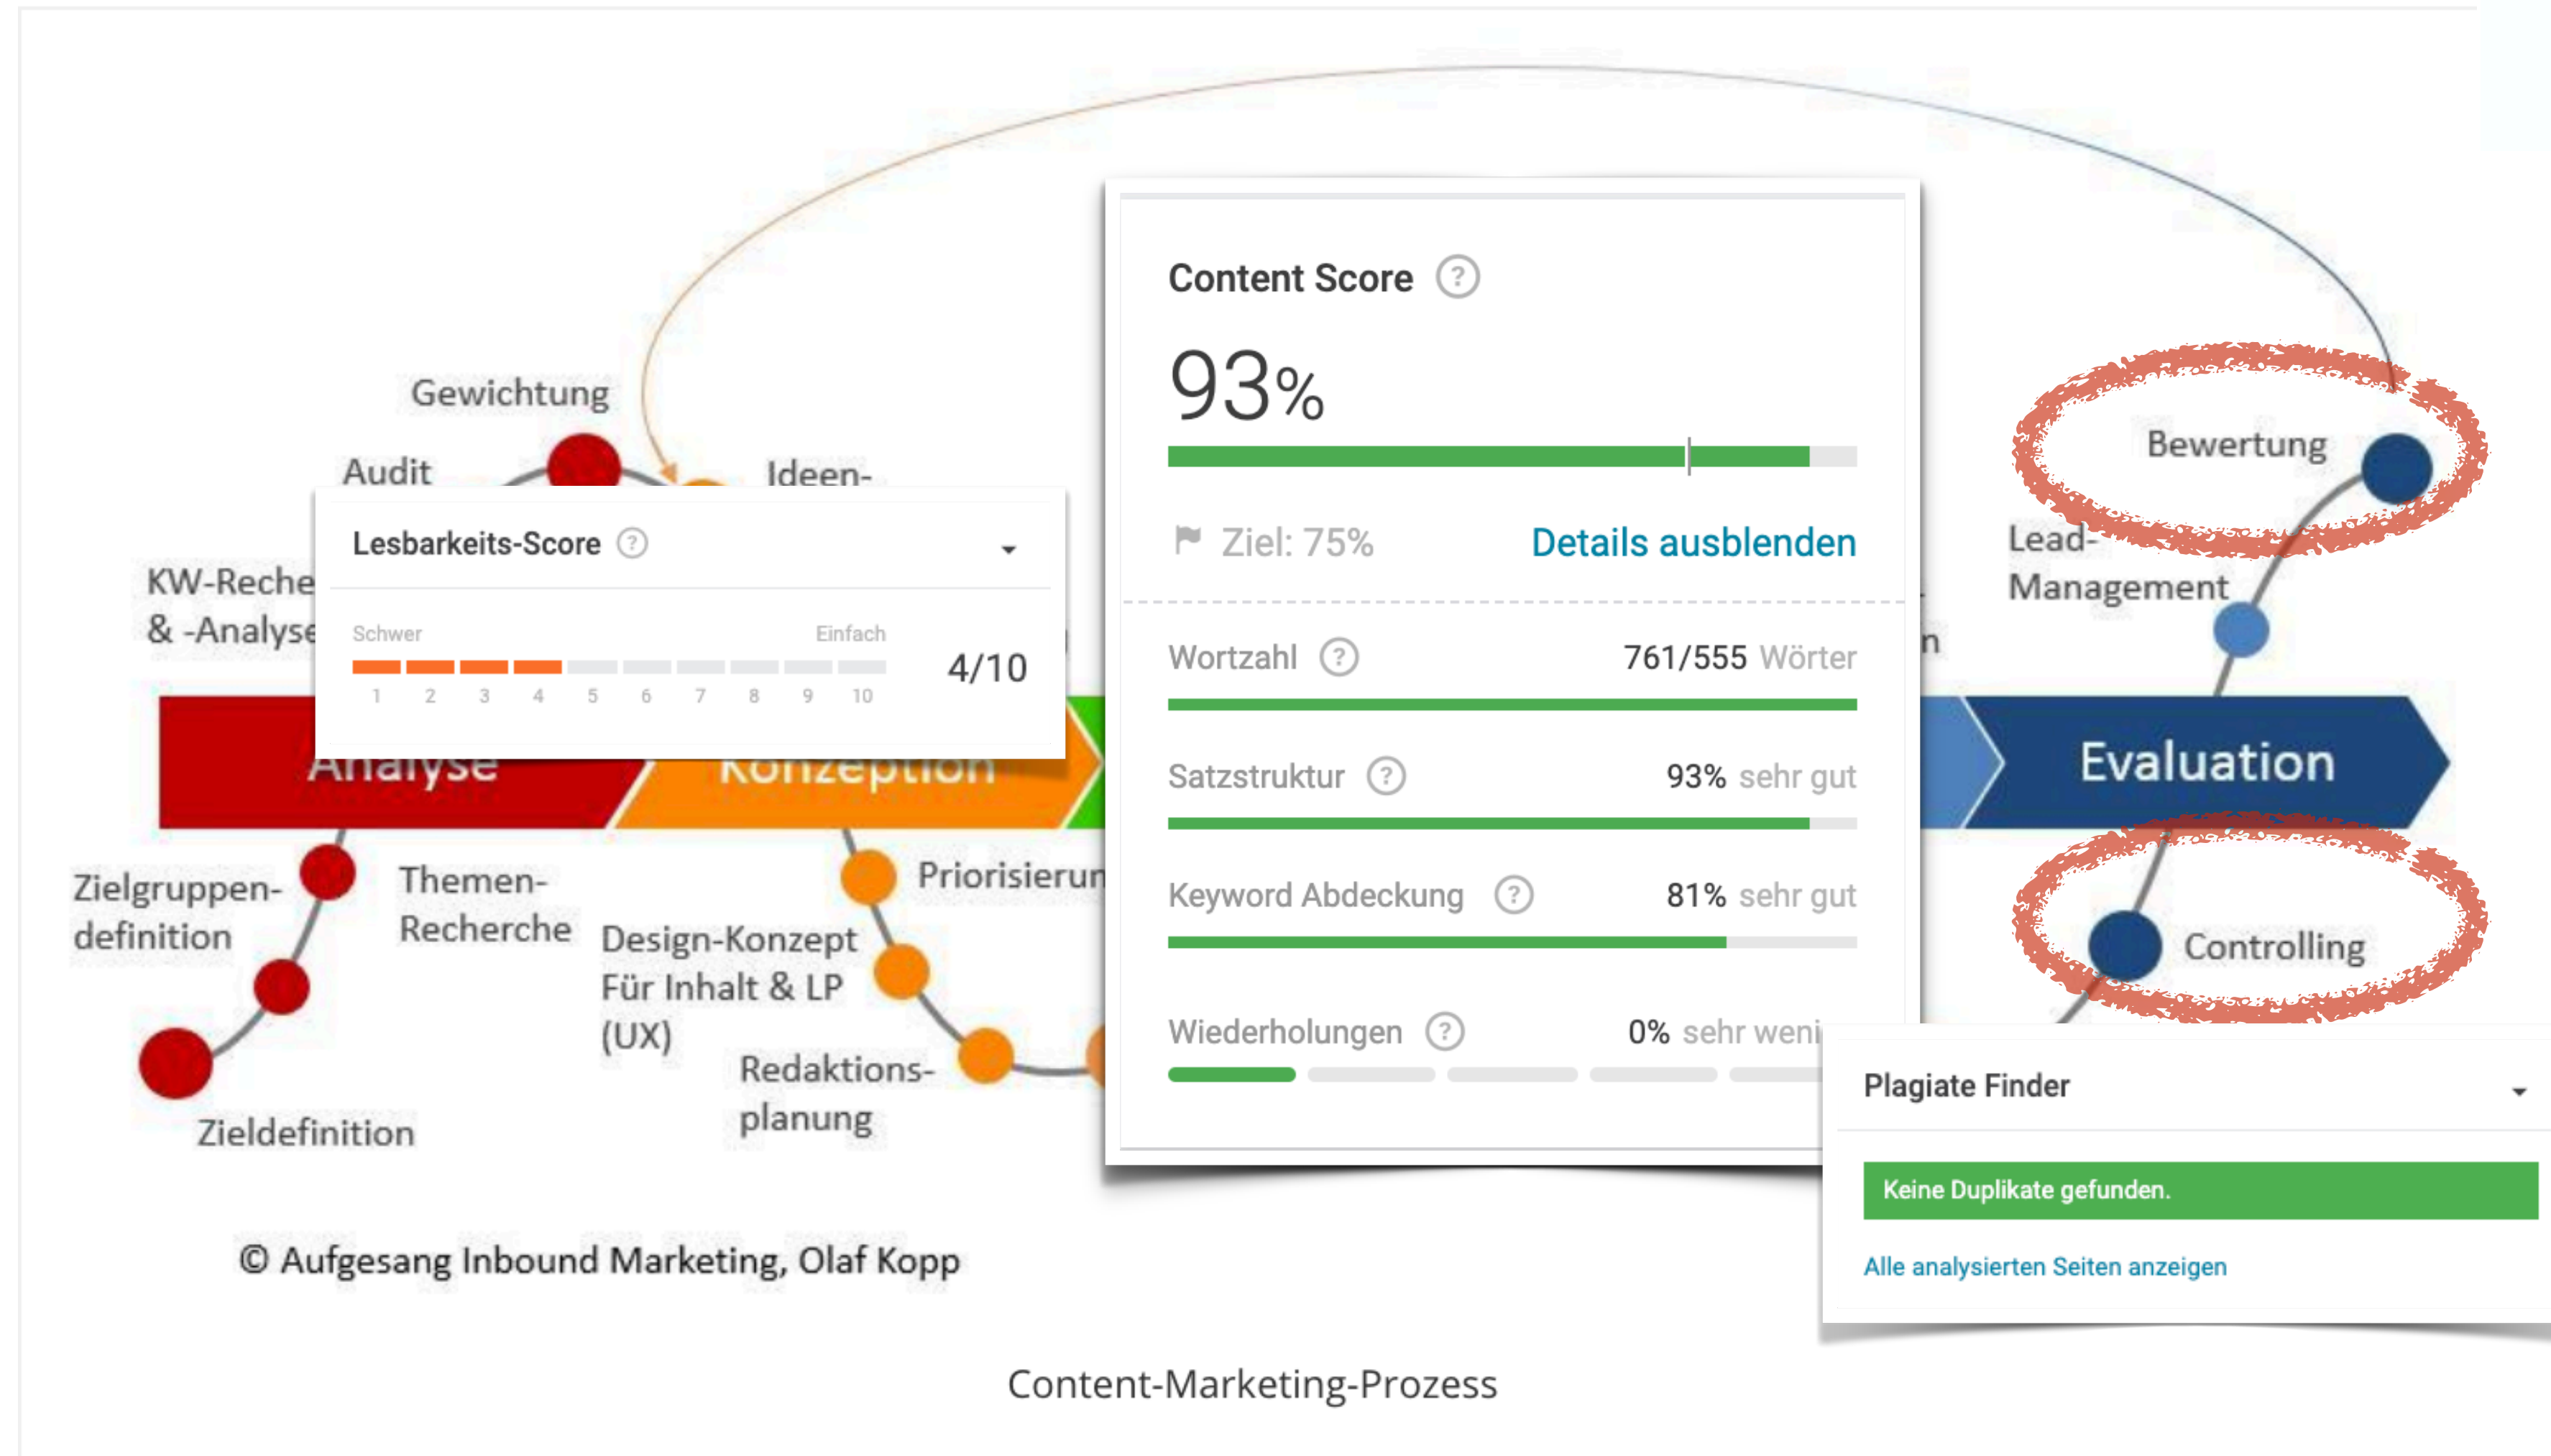 Gewichtung
Audit
Ideen-
KW-Reche
& -Analyse
Lesbarkeits-Score ?
Schwer Einfach
4/10
1 2 3 4 5 6 7 8 9 10
Analyse
Konzeption
Zielgruppen-
definition
Themen-
Recherche
Zieldefinition
Priorisierun
Design-Konzept
Für Inhalt & LP
(UX)
Redaktions-
planung
Content Score ?
93%
Ziel: 75% Details ausblenden
Wortzahl ? 761/555 Wörter
Satzstruktur ? 93% sehr gut
Keyword Abdeckung ? 81% sehr gut
Wiederholungen ? 0% sehr weni
n
Bewertung
Lead-
Management
Evaluation
Controlling
Plagiate Finder
Keine Duplikate gefunden.
Alle analysierten Seiten anzeigen
© Aufgesang Inbound Marketing, Olaf Kopp
Content-Marketing-Prozess